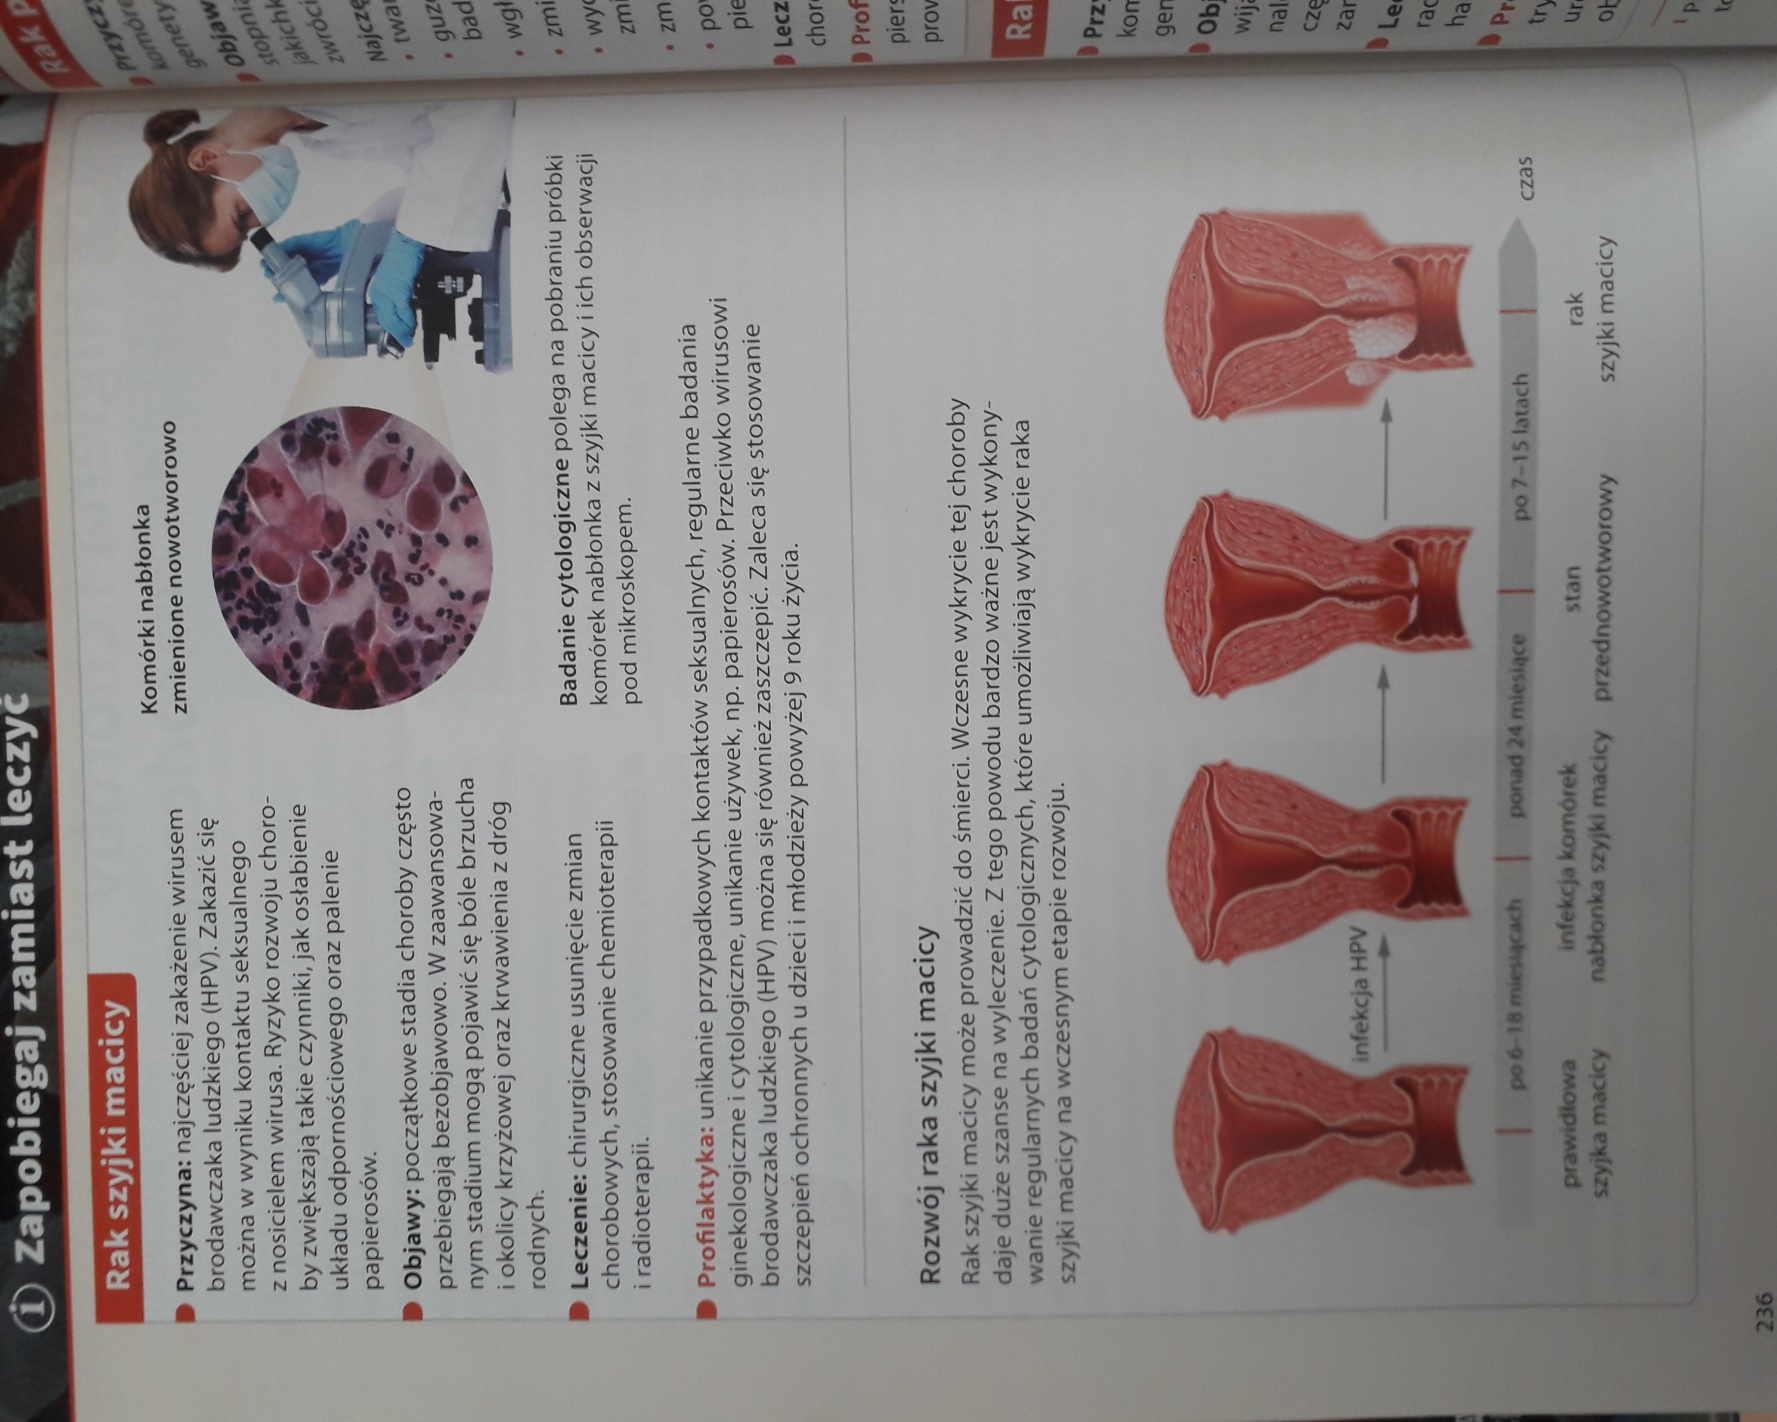 Zapobiegaj zamiast leczyć
Rak szyjki macicy
Przyczyna: najczęściej zakażenie wirusem
brodawczaka ludzkiego (HPV). Zakazić się
można w wyniku kontaktu seksualnego
z nosicielem wirusa. Ryzyko rozwoju choro-
by zwiększają takie czynniki, jak osłabienie
układu odpornościowego oraz palenie
papierosów.
Objawy: początkowe stadia choroby często
przebiegają bezobjawowo. W zaawansowa-
nym stadium mogą pojawić się bóle brzucha
i okolicy krzyżowej oraz krwawienia z dróg
rodnych.
Leczenie: chirurgiczne usunięcie zmian
chorobowych, stosowanie chemioterapii
i radioterapii.
Komórki nabłonka
zmienione nowotworowo
Badanie cytologiczne polega na pobraniu próbki
komórek nabłonka z szyjki macicy i ich obserwacji
pod mikroskopem.
Profilaktyka: unikanie przypadkowych kontaktów seksualnych, regularne badania
ginekologiczne i cytologiczne, unikanie używek, np. papierosów. Przeciwko wirusowi
brodawczaka ludzkiego (HPV) można się również zaszczepić. Zaleca się stosowanie
szczepień ochronnych u dzieci i młodzieży powyżej 9 roku życia.
Rozwój raka szyjki macicy
Rak szyjki macicy może prowadzić do śmierci. Wczesne wykrycie tej choroby
daje duże szanse na wyleczenie. Z tego powodu bardzo ważne jest wykony-
wanie regularnych badań cytologicznych, które umożliwiają wykrycie raka
szyjki macicy na wczesnym etapie rozwoju.
infekcja HPV
po 6–18 miesiącach
ponad 24 miesiące
po 7–15 latach
czas
prawidłowa
szyjka macicy
infekcja komórek
nabłonka szyjki macicy
stan
przednowotworowy
rak
szyjki macicy
236
Rak
komóre
genety
stopnia
jakichk
zwróci
Najczę